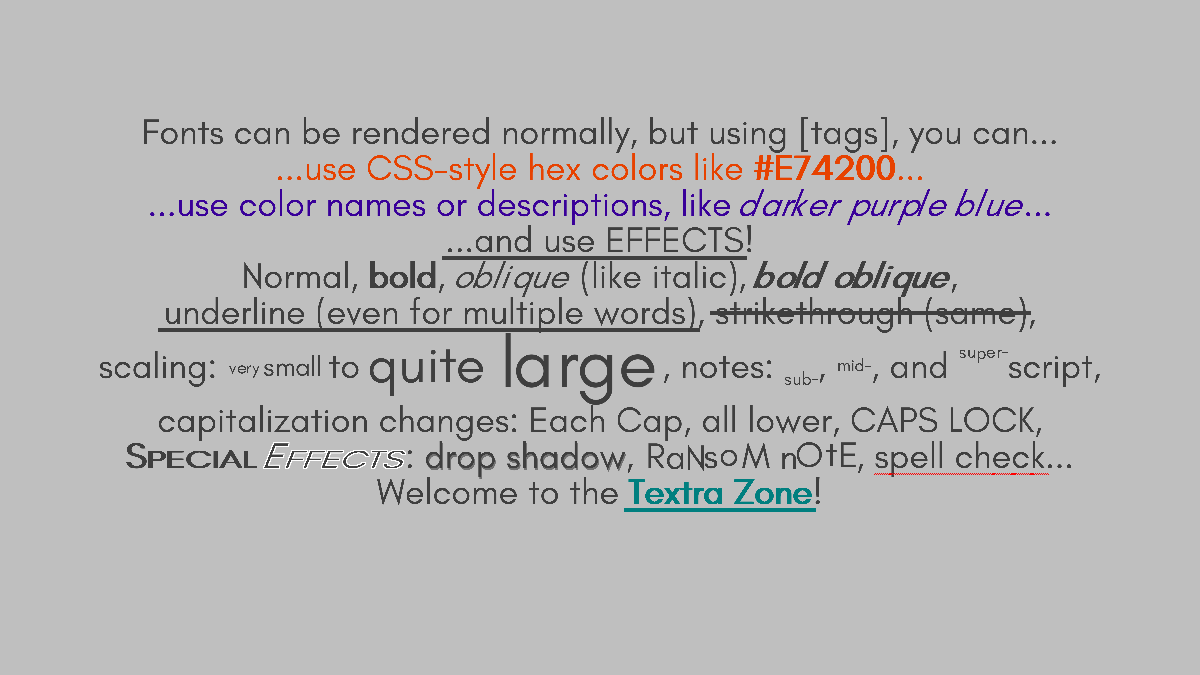 Fonts can be rendered normally, but using [tags], you can...
...use CSS-style hex colors like #E74200...
...use color names or descriptions, like darker purple blue...
...and use EFFECTS!
Normal, bold, oblique (like italic), bold oblique,
underline (even for multiple words), strikethrough (same),
scaling: very small to quite large, notes: sub-, mid-, and super-script,
capitalization changes: Each Cap, all lower, CAPS LOCK,
SPECIAL EFFECTS: drop shadow, RaNsoM nOtE, spell check...
Welcome to the Textra Zone!